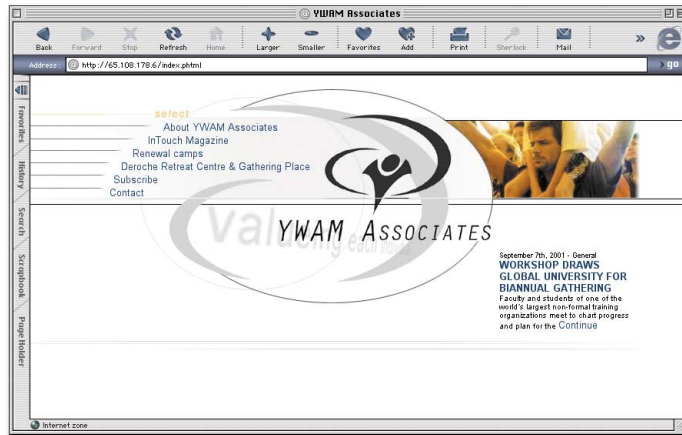 YWAM Associates
Back Forward Stop Refresh Home Larger Smaller Favorites Add Print Sherlock Mail »
Address: http://65.108.178.6/index.phtml go
Favorites
History
Search
Scrapbook
Page Holder
select
About YWAM Associates
InTouch Magazine
Renewal camps
Deroche Retreat Centre & Gathering Place
Subscribe
Contact
Valueing each individual
YWAM ASSOCIATES
September 7th, 2001 - General
WORKSHOP DRAWS
GLOBAL UNIVERSITY FOR
BIANNUAL GATHERING
Faculty and students of one of the
world's largest non-formal training
organizations meet to chart progress
and plan for the Continue
Internet zone